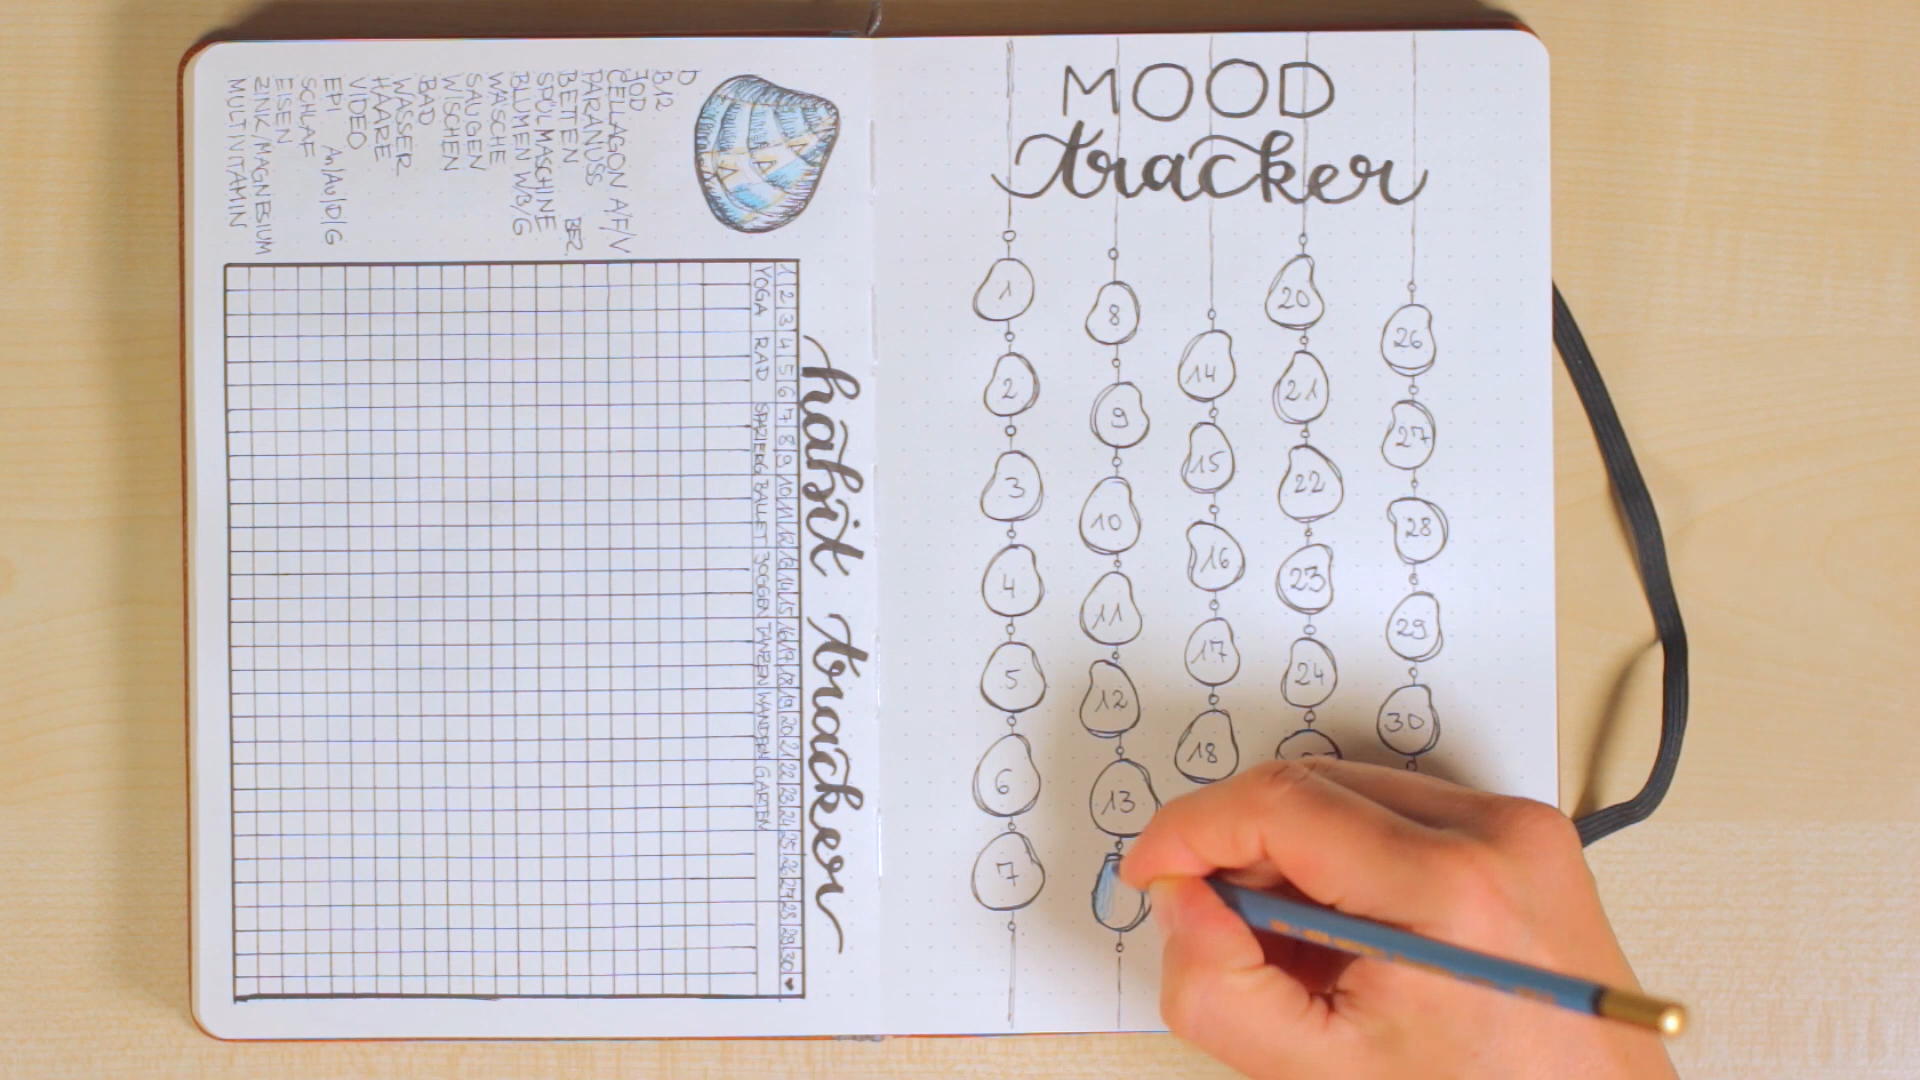 MOOD
tracker
1
2
3
4
5
6
7
8
9
10
11
12
13
14
15
16
17
18
20
21
22
23
24
26
27
28
29
30
habit tracker
1 2 3 4 5 6 7 8 9 10 11 12 13 14 15 16 17 18 19 20 21 22 23 24 25 26 27 28 29 30 ♥
YOGA RAD SPAZIERG BALLET JOGGEN TANZEN WANDERN GARTEN
D
B12
JOD
CELLAGON A/F/V
PARANUSS
BETTEN BEZ
SPÜLMASCHINE
BLUMEN W3/G
WÄSCHE
SAUGEN
WISCHEN
BAD
WASSER
HAARE
VIDEO
EPI An/Au/D/G
SCHLAF
EISEN
ZINK/MAGNESIUM
MULTIVITAMIN